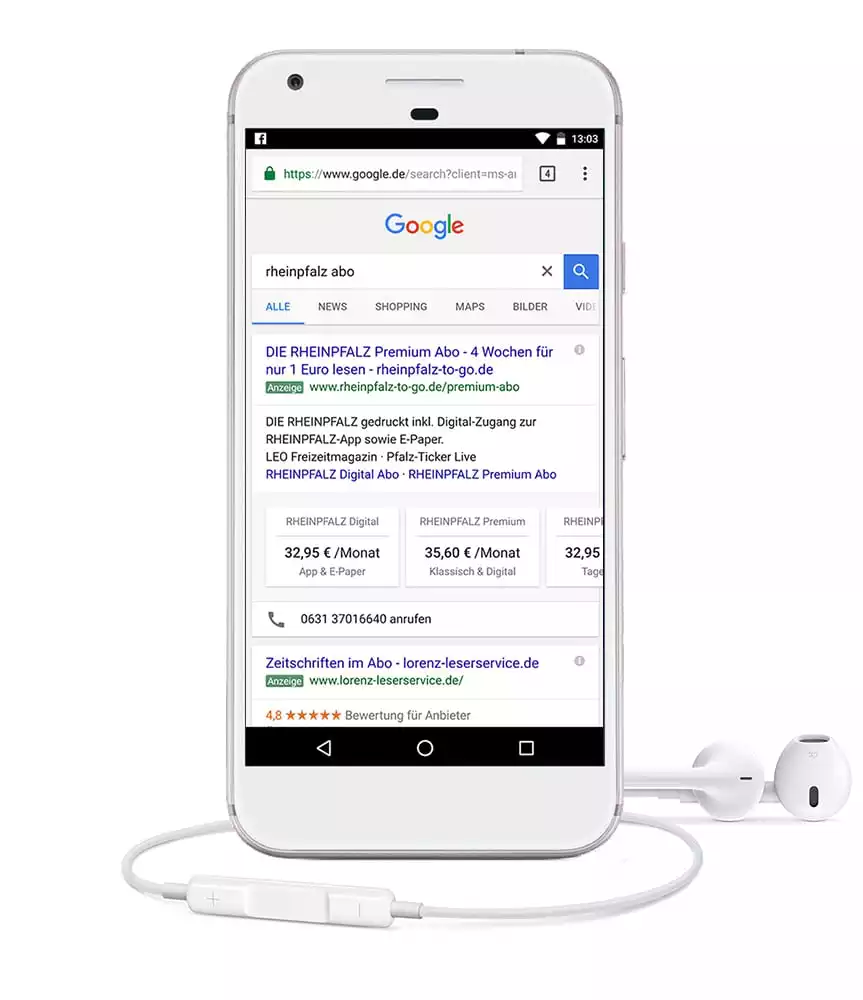 13:03
https://www.google.de/search?client=ms-a
4
Google
rheinpfalz abo
ALLE NEWS SHOPPING MAPS BILDER VID
DIE RHEINPFALZ Premium Abo - 4 Wochen für
nur 1 Euro lesen - rheinpfalz-to-go.de
Anzeige www.rheinpfalz-to-go.de/premium-abo
DIE RHEINPFALZ gedruckt inkl. Digital-Zugang zur
RHEINPFALZ-App sowie E-Paper.
LEO Freizeitmagazin · Pfalz-Ticker Live
RHEINPFALZ Digital Abo · RHEINPFALZ Premium Abo
RHEINPFALZ Digital RHEINPFALZ Premium RHEINPF
32,95 € /Monat 35,60 € /Monat 32,95
App & E-Paper Klassisch & Digital Tage
0631 37016640 anrufen
Zeitschriften im Abo - lorenz-leserservice.de
Anzeige www.lorenz-leserservice.de/
4,8 ★★★★★ Bewertung für Anbieter